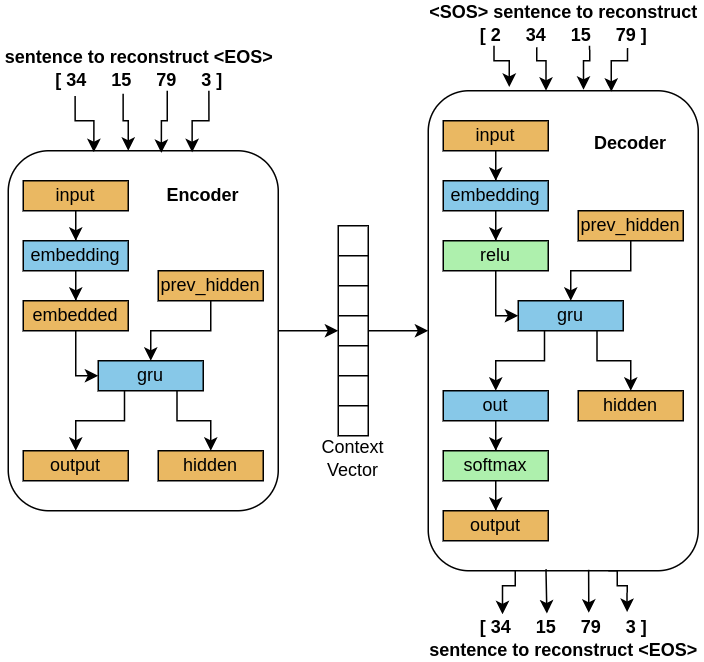 sentence to reconstruct <EOS>
[ 34 15 79 3 ]
Encoder
input
embedding
embedded
prev_hidden
gru
output
hidden
Context
Vector
<SOS> sentence to reconstruct
[ 2 34 15 79 ]
Decoder
input
embedding
relu
prev_hidden
gru
out
hidden
softmax
output
[ 34 15 79 3 ]
sentence to reconstruct <EOS>